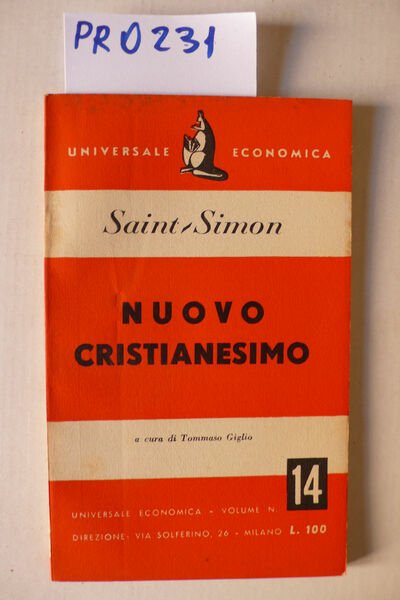 PRO231
UNIVERSALE ECONOMICA
Saint-Simon
NUOVO
CRISTIANESIMO
a cura di Tommaso Giglio
14
UNIVERSALE ECONOMICA - VOLUME N.
DIREZIONE: VIA SOLFERINO, 26 - MILANO L. 100